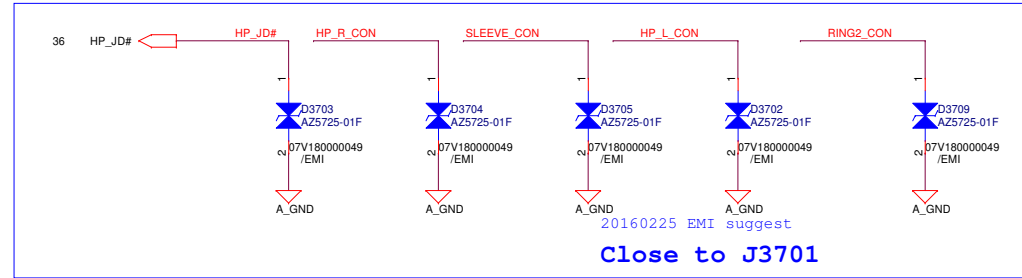 36 HP_JD# HP_JD# HP_R_CON SLEEVE_CON HP_L_CON RING2_CON
1 1 1 1 1
D3703 D3704 D3705 D3702 D3709
AZ5725-01F AZ5725-01F AZ5725-01F AZ5725-01F AZ5725-01F
2 2 2 2 2
07V180000049 07V180000049 07V180000049 07V180000049 07V180000049
/EMI /EMI /EMI /EMI /EMI
A_GND A_GND A_GND A_GND A_GND
20160225 EMI suggest
Close to J3701